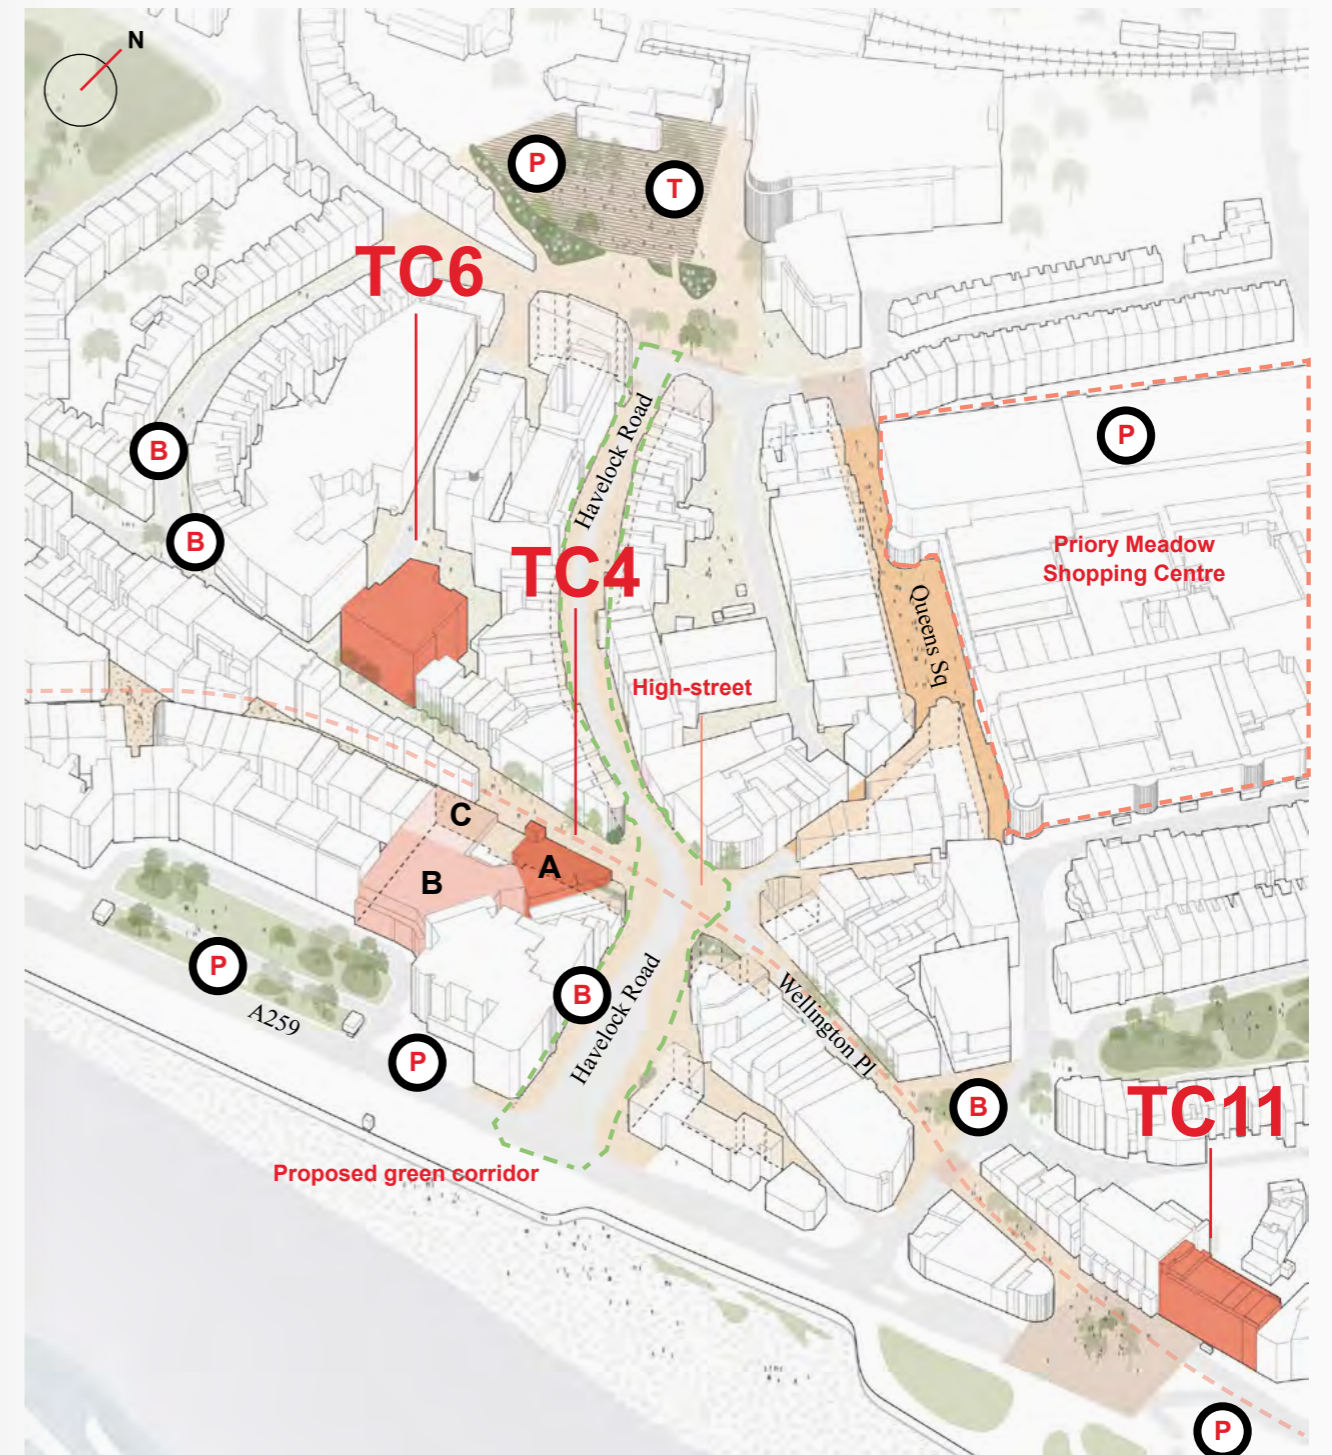 N
P
T
TC6
Havelock Road
P
B
B
TC4
Priory Meadow
Shopping Centre
Queens Sq
High-street
C
A
B
P
B
Havelock Road
Wellington Pl
A259
P
B
TC11
Proposed green corridor
P